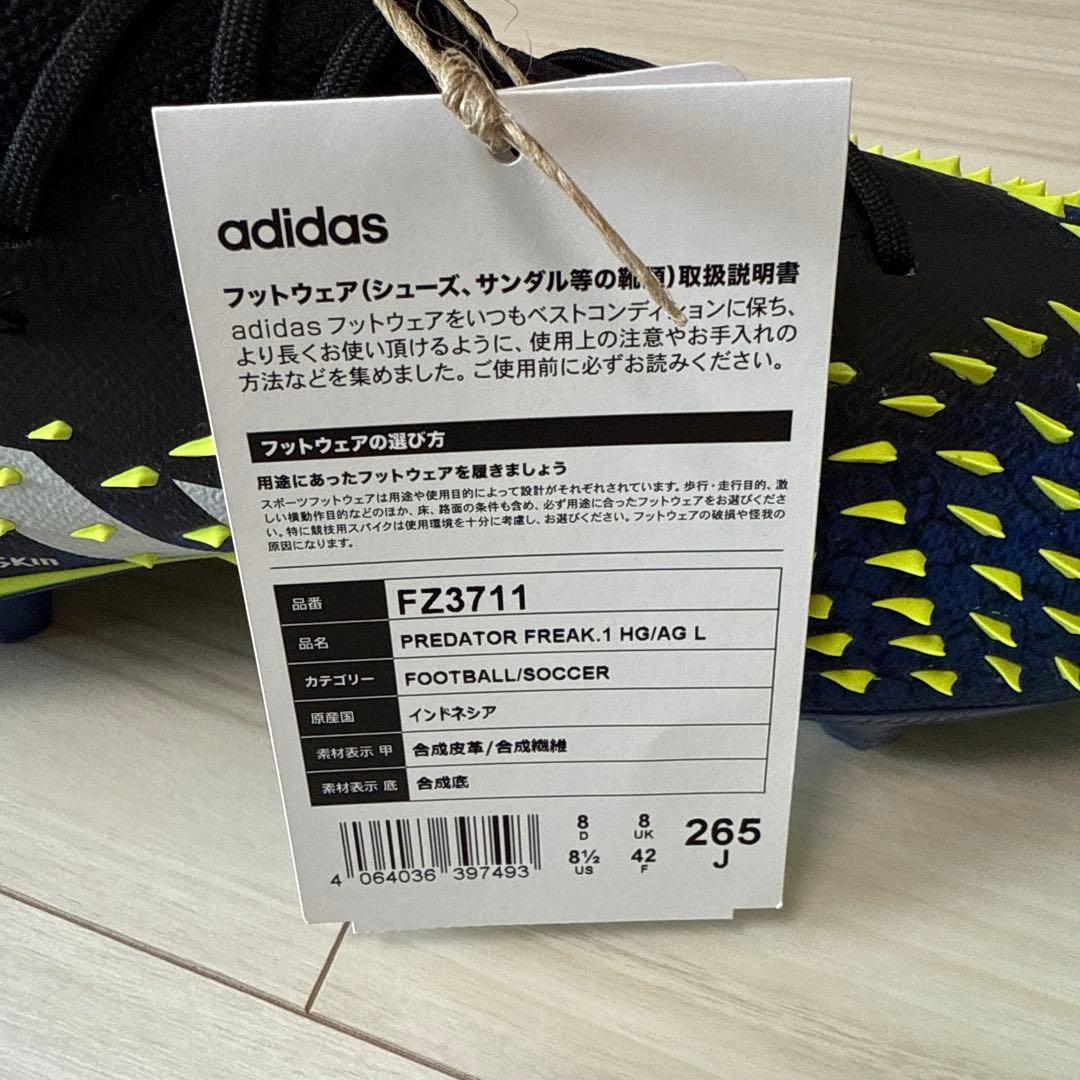 adidas
フットウェア(シューズ、サンダル等の靴類)取扱説明書
adidas フットウェアをいつもベストコンディションに保ち、
より長くお使い頂けるように、使用上の注意やお手入れの
方法などを集めました。ご使用前に必ずお読みください。
フットウェアの選び方
用途にあったフットウェアを履きましょう
スポーツフットウェアは用途や使用目的によって設計がそれぞれされています。歩行・走行目的、激
しい横動作目的などのほか、床、路面の条件も含め、必ず用途に合ったフットウェアをお選びくださ
い。特に競技用スパイクは使用環境を十分に考慮し、お選びください。フットウェアの破損や怪我の
原因になります。
品番 FZ3711
品名 PREDATOR FREAK.1 HG/AG L
カテゴリー FOOTBALL/SOCCER
原産国 インドネシア
素材表示 甲 合成皮革/合成繊維
素材表示 底 合成底
8 D 8 UK 265 J
8½ US 42 F
4 064036 397493